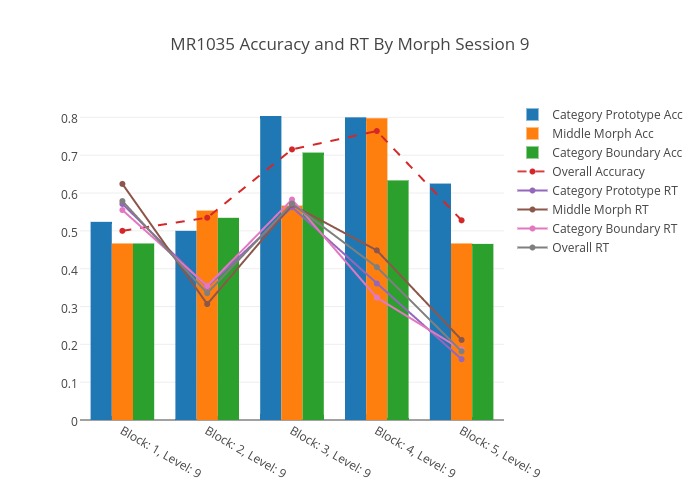 MR1035 Accuracy and RT By Morph Session 9
0.8
0.7
0.6
0.5
0.4
0.3
0.2
0.1
0
Block: 1, Level: 9
Block: 2, Level: 9
Block: 3, Level: 9
Block: 4, Level: 9
Block: 5, Level: 9
Category Prototype Acc
Middle Morph Acc
Category Boundary Acc
Overall Accuracy
Category Prototype RT
Middle Morph RT
Category Boundary RT
Overall RT